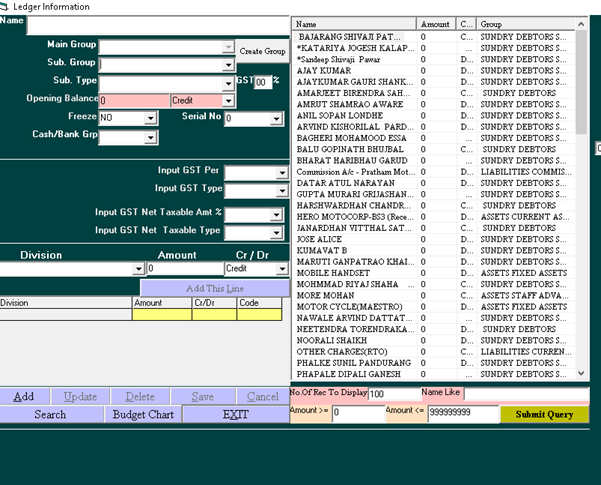 Ledger Information
Name
Main Group
Create Group
Sub. Group
Sub. Type
GST 00 %
Opening Balance 0 Credit
Freeze NO Serial No 0
Cash/Bank Grp
Input GST Per
Input GST Type
Input GST Net Taxable Amt %
Input GST Net Taxable Type
Division Amount Cr / Dr
0 Credit
Add This Line
Division Amount Cr/Dr Code
Name Amount C... Group
BAJARANG SHIVAJI PAT... 0 C... SUNDRY DEBTORS S...
*KATARIYA JOGESH KALAP... 0 ... SUNDRY DEBTORS S...
*Sandeep Shivaji Pawar 0 D... SUNDRY DEBTORS S...
AJAY KUMAR 0 D... SUNDRY DEBTORS S...
AJAYKUMAR GAURI SHANK... 0 D... SUNDRY DEBTORS S...
AMARJEET BIRENDRA SAH... 0 C... SUNDRY DEBTORS
AMRUT SHAMRAO AWARE 0 D... SUNDRY DEBTORS S...
ANIL SOPAN LONDHE 0 D... SUNDRY DEBTORS S...
ARVIND KISHORILAL PARD... 0 D... SUNDRY DEBTORS S...
BAGHERI MOHAMOOD ESSA 0 ... SUNDRY DEBTORS S...
BALU GOPINATH BHUJBAL 0 C... SUNDRY DEBTORS
BHARAT HARIBHAU GARUD 0 ... SUNDRY DEBTORS S...
Commission A/c - Pratham Mot... 0 D... LIABILITIES COMMIS...
DATAR ATUL NARAYAN 0 D... SUNDRY DEBTORS S...
GUPTA MURARI GRIJSHAN... 0 ... SUNDRY DEBTORS S...
HARSHWARDHAN CHANDR... 0 C... SUNDRY DEBTORS
HERO MOTOCORP-BS3 (Rece... 0 D... ASSETS CURRENT AS...
JANARDHAN VITTHAL SAT... 0 C... SUNDRY DEBTORS
JOSE ALICE 0 D... SUNDRY DEBTORS S...
KUMAVAT B 0 D... SUNDRY DEBTORS S...
MARUTI GANPATRAO KHAI... 0 D... SUNDRY DEBTORS S...
MOBILE HANDSET 0 D... ASSETS FIXED ASSETS
MOHMMAD RIYAJ SHAHA 0 C... SUNDRY DEBTORS
MORE MOHAN 0 C... ASSETS STAFF ADVA...
MOTOR CYCLE(MAESTRO) 0 D... ASSETS FIXED ASSETS
NAWALE ARVIND DATTAT... 0 ... SUNDRY DEBTORS S...
NEETENDRA TORENDRAKA... 0 D... SUNDRY DEBTORS
NOORALI SHAIKH 0 D... SUNDRY DEBTORS S...
OTHER CHARGES(RTO) 0 C... LIABILITIES CURREN...
PHALKE SUNIL PANDURANG 0 D... SUNDRY DEBTORS S...
PHAPALE DIPALI GANESH 0 ... SUNDRY DEBTORS S...
Add Update Delete Save Cancel
Search Budget Chart EXIT
No.Of Rec To Display 100 Name Like
Amount >= 0 Amount <= 999999999 Submit Query